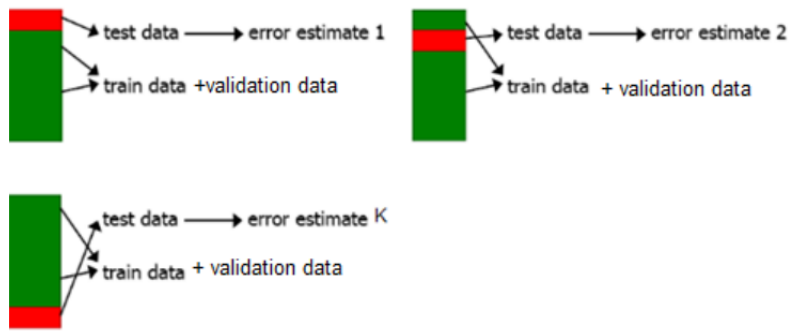 test data error estimate 1
train data +validation data
test data error estimate 2
train data + validation data
test data error estimate K
train data + validation data